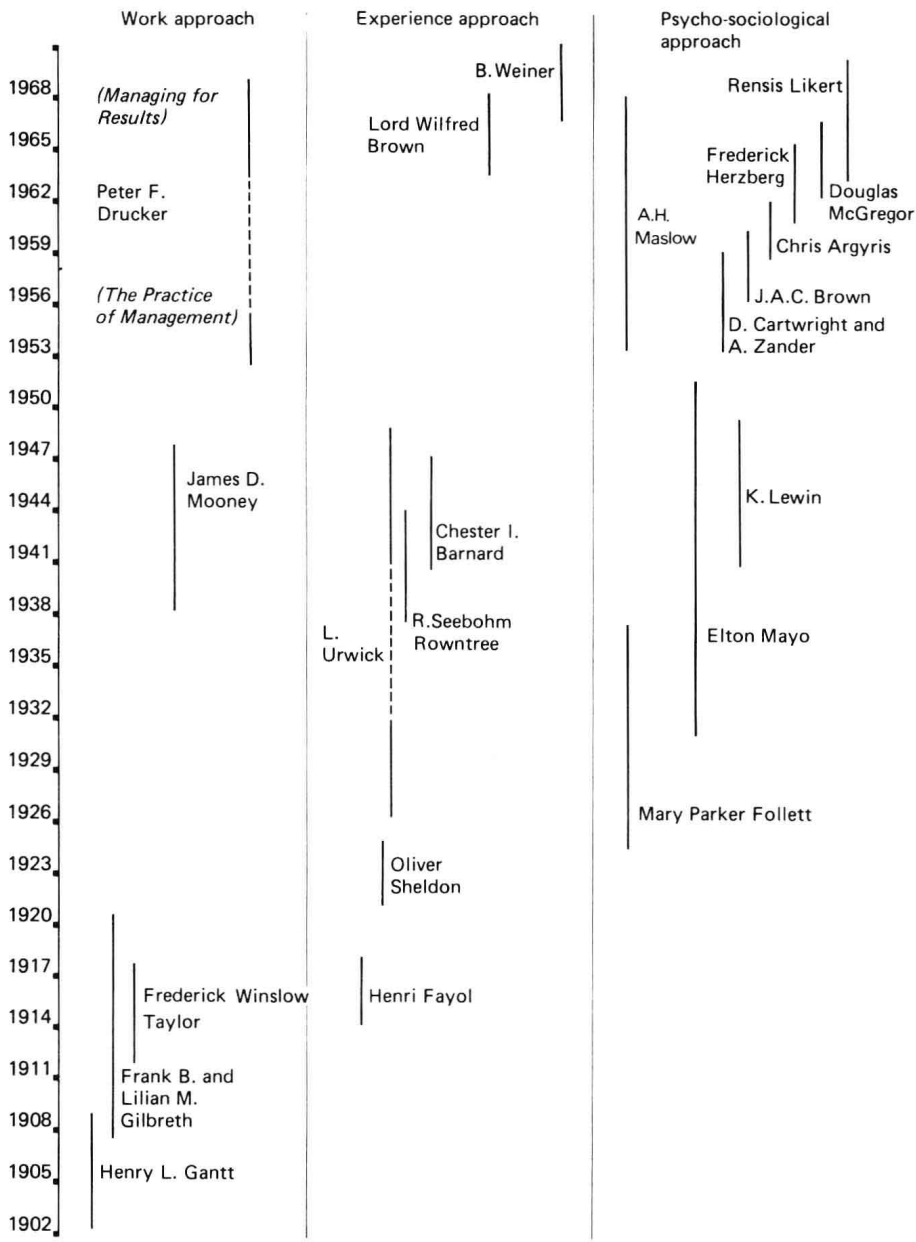 Work approach
Experience approach
Psycho-sociological
approach
1968
1965
1962
1959
1956
1953
1950
1947
1944
1941
1938
1935
1932
1929
1926
1923
1920
1917
1914
1911
1908
1905
1902
(Managing for
Results)
Peter F.
Drucker
(The Practice
of Management)
James D.
Mooney
Frederick Winslow
Taylor
Frank B. and
Lilian M.
Gilbreth
Henry L. Gantt
B. Weiner
Lord Wilfred
Brown
Chester I.
Barnard
R. Seebohm
Rowntree
L.
Urwick
Oliver
Sheldon
Henri Fayol
Rensis Likert
Frederick
Herzberg
Douglas
McGregor
A.H.
Maslow
Chris Argyris
J.A.C. Brown
D. Cartwright and
A. Zander
K. Lewin
Elton Mayo
Mary Parker Follett